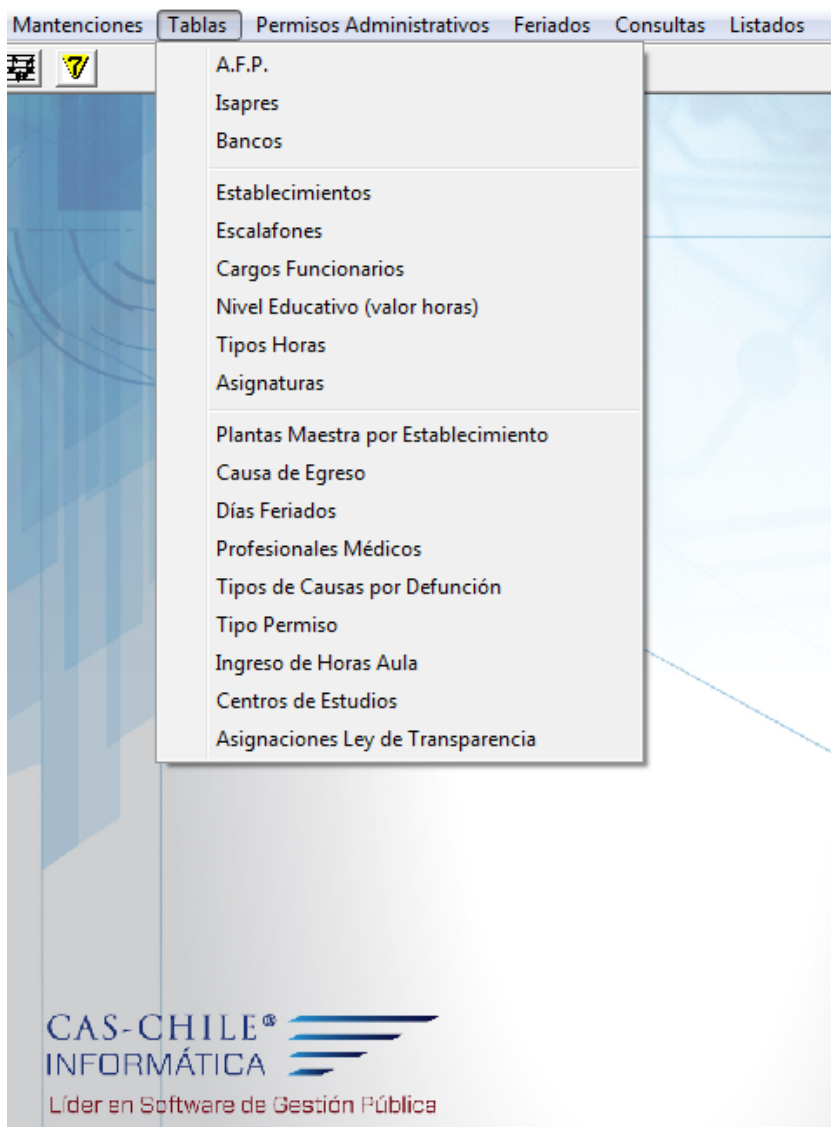 Mantenciones Tablas Permisos Administrativos Feriados Consultas Listados
?
A.F.P.
Isapres
Bancos
Establecimientos
Escalafones
Cargos Funcionarios
Nivel Educativo (valor horas)
Tipos Horas
Asignaturas
Plantas Maestra por Establecimiento
Causa de Egreso
Días Feriados
Profesionales Médicos
Tipos de Causas por Defunción
Tipo Permiso
Ingreso de Horas Aula
Centros de Estudios
Asignaciones Ley de Transparencia
CAS-CHILE®
INFORMÁTICA
Líder en Software de Gestión Pública